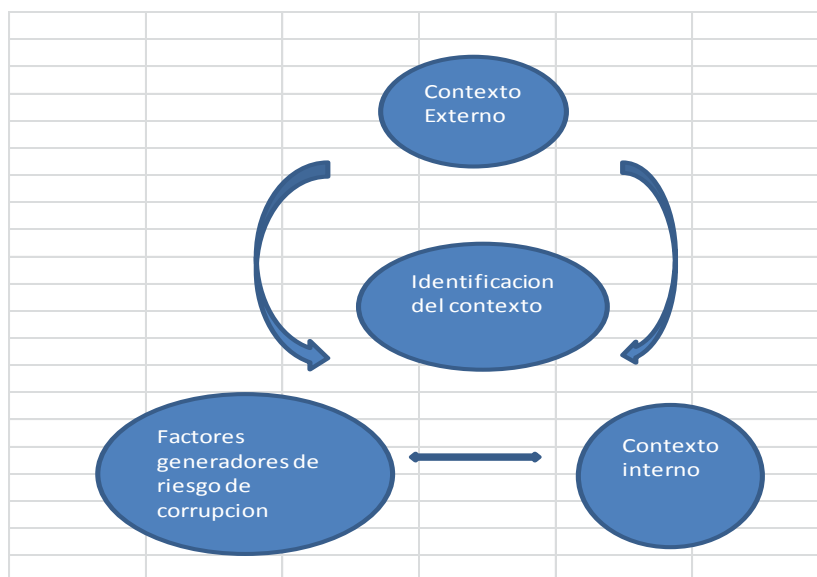 Contexto
Externo
Identificacion
del contexto
Factores
generadores de
riesgo de
corrupcion
Contexto
interno